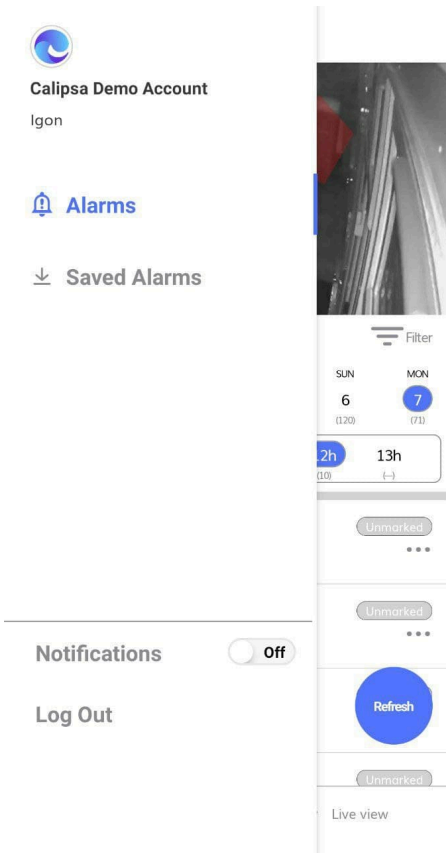 Calipsa Demo Account
Igon
Alarms
Saved Alarms
Filter
SUN MON
6 7
(120) (71)
2h 13h
(10) (--)
Unmarked
Unmarked
Notifications Off
Refresh
Log Out
Unmarked
Live view